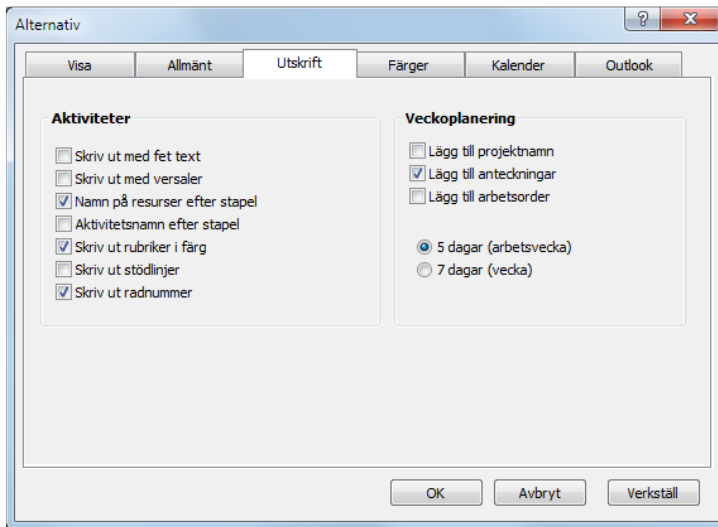 Alternativ
Visa
Allmänt
Utskrift
Färger
Kalender
Outlook
Aktiviteter
Skriv ut med fet text
Skriv ut med versaler
Namn på resurser efter stapel
Aktivitetsnamn efter stapel
Skriv ut rubriker i färg
Skriv ut stödlinjer
Skriv ut radnummer
Veckoplanering
Lägg till projektnamn
Lägg till anteckningar
Lägg till arbetsorder
5 dagar (arbetsvecka)
7 dagar (vecka)
OK
Avbryt
Verkställ